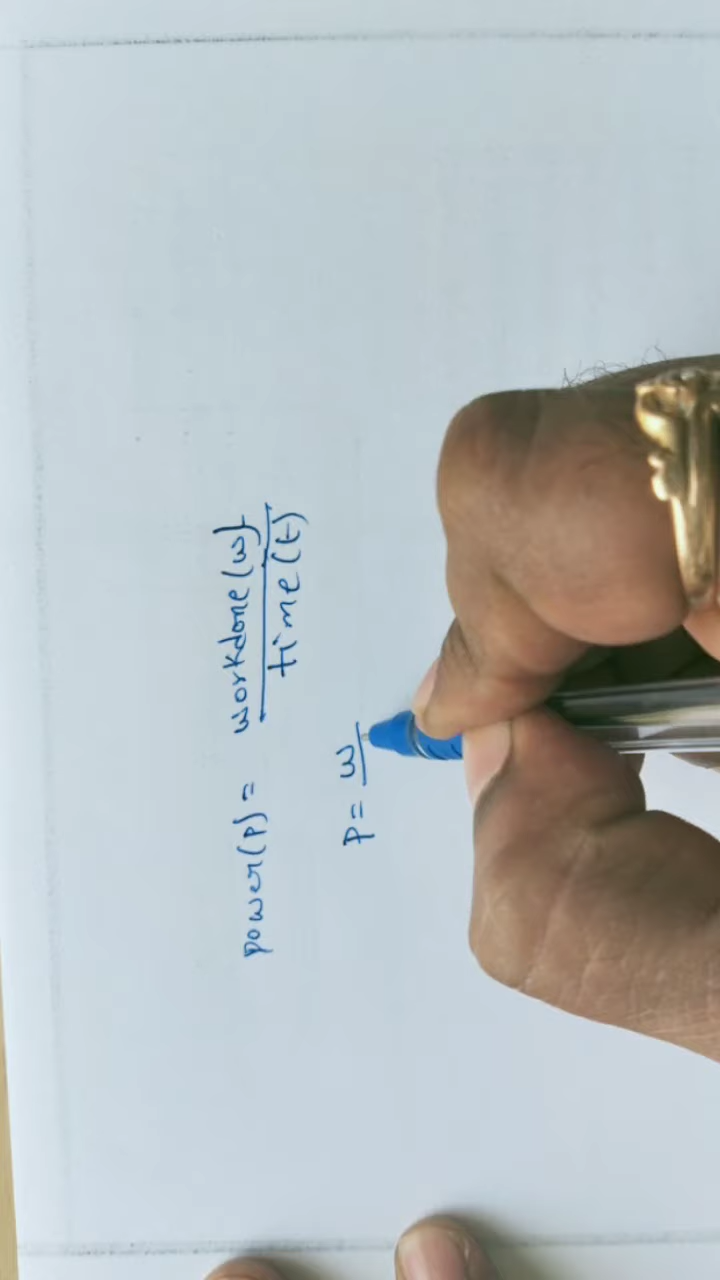 power(p) = workdone(w) / time(t)
P = w /